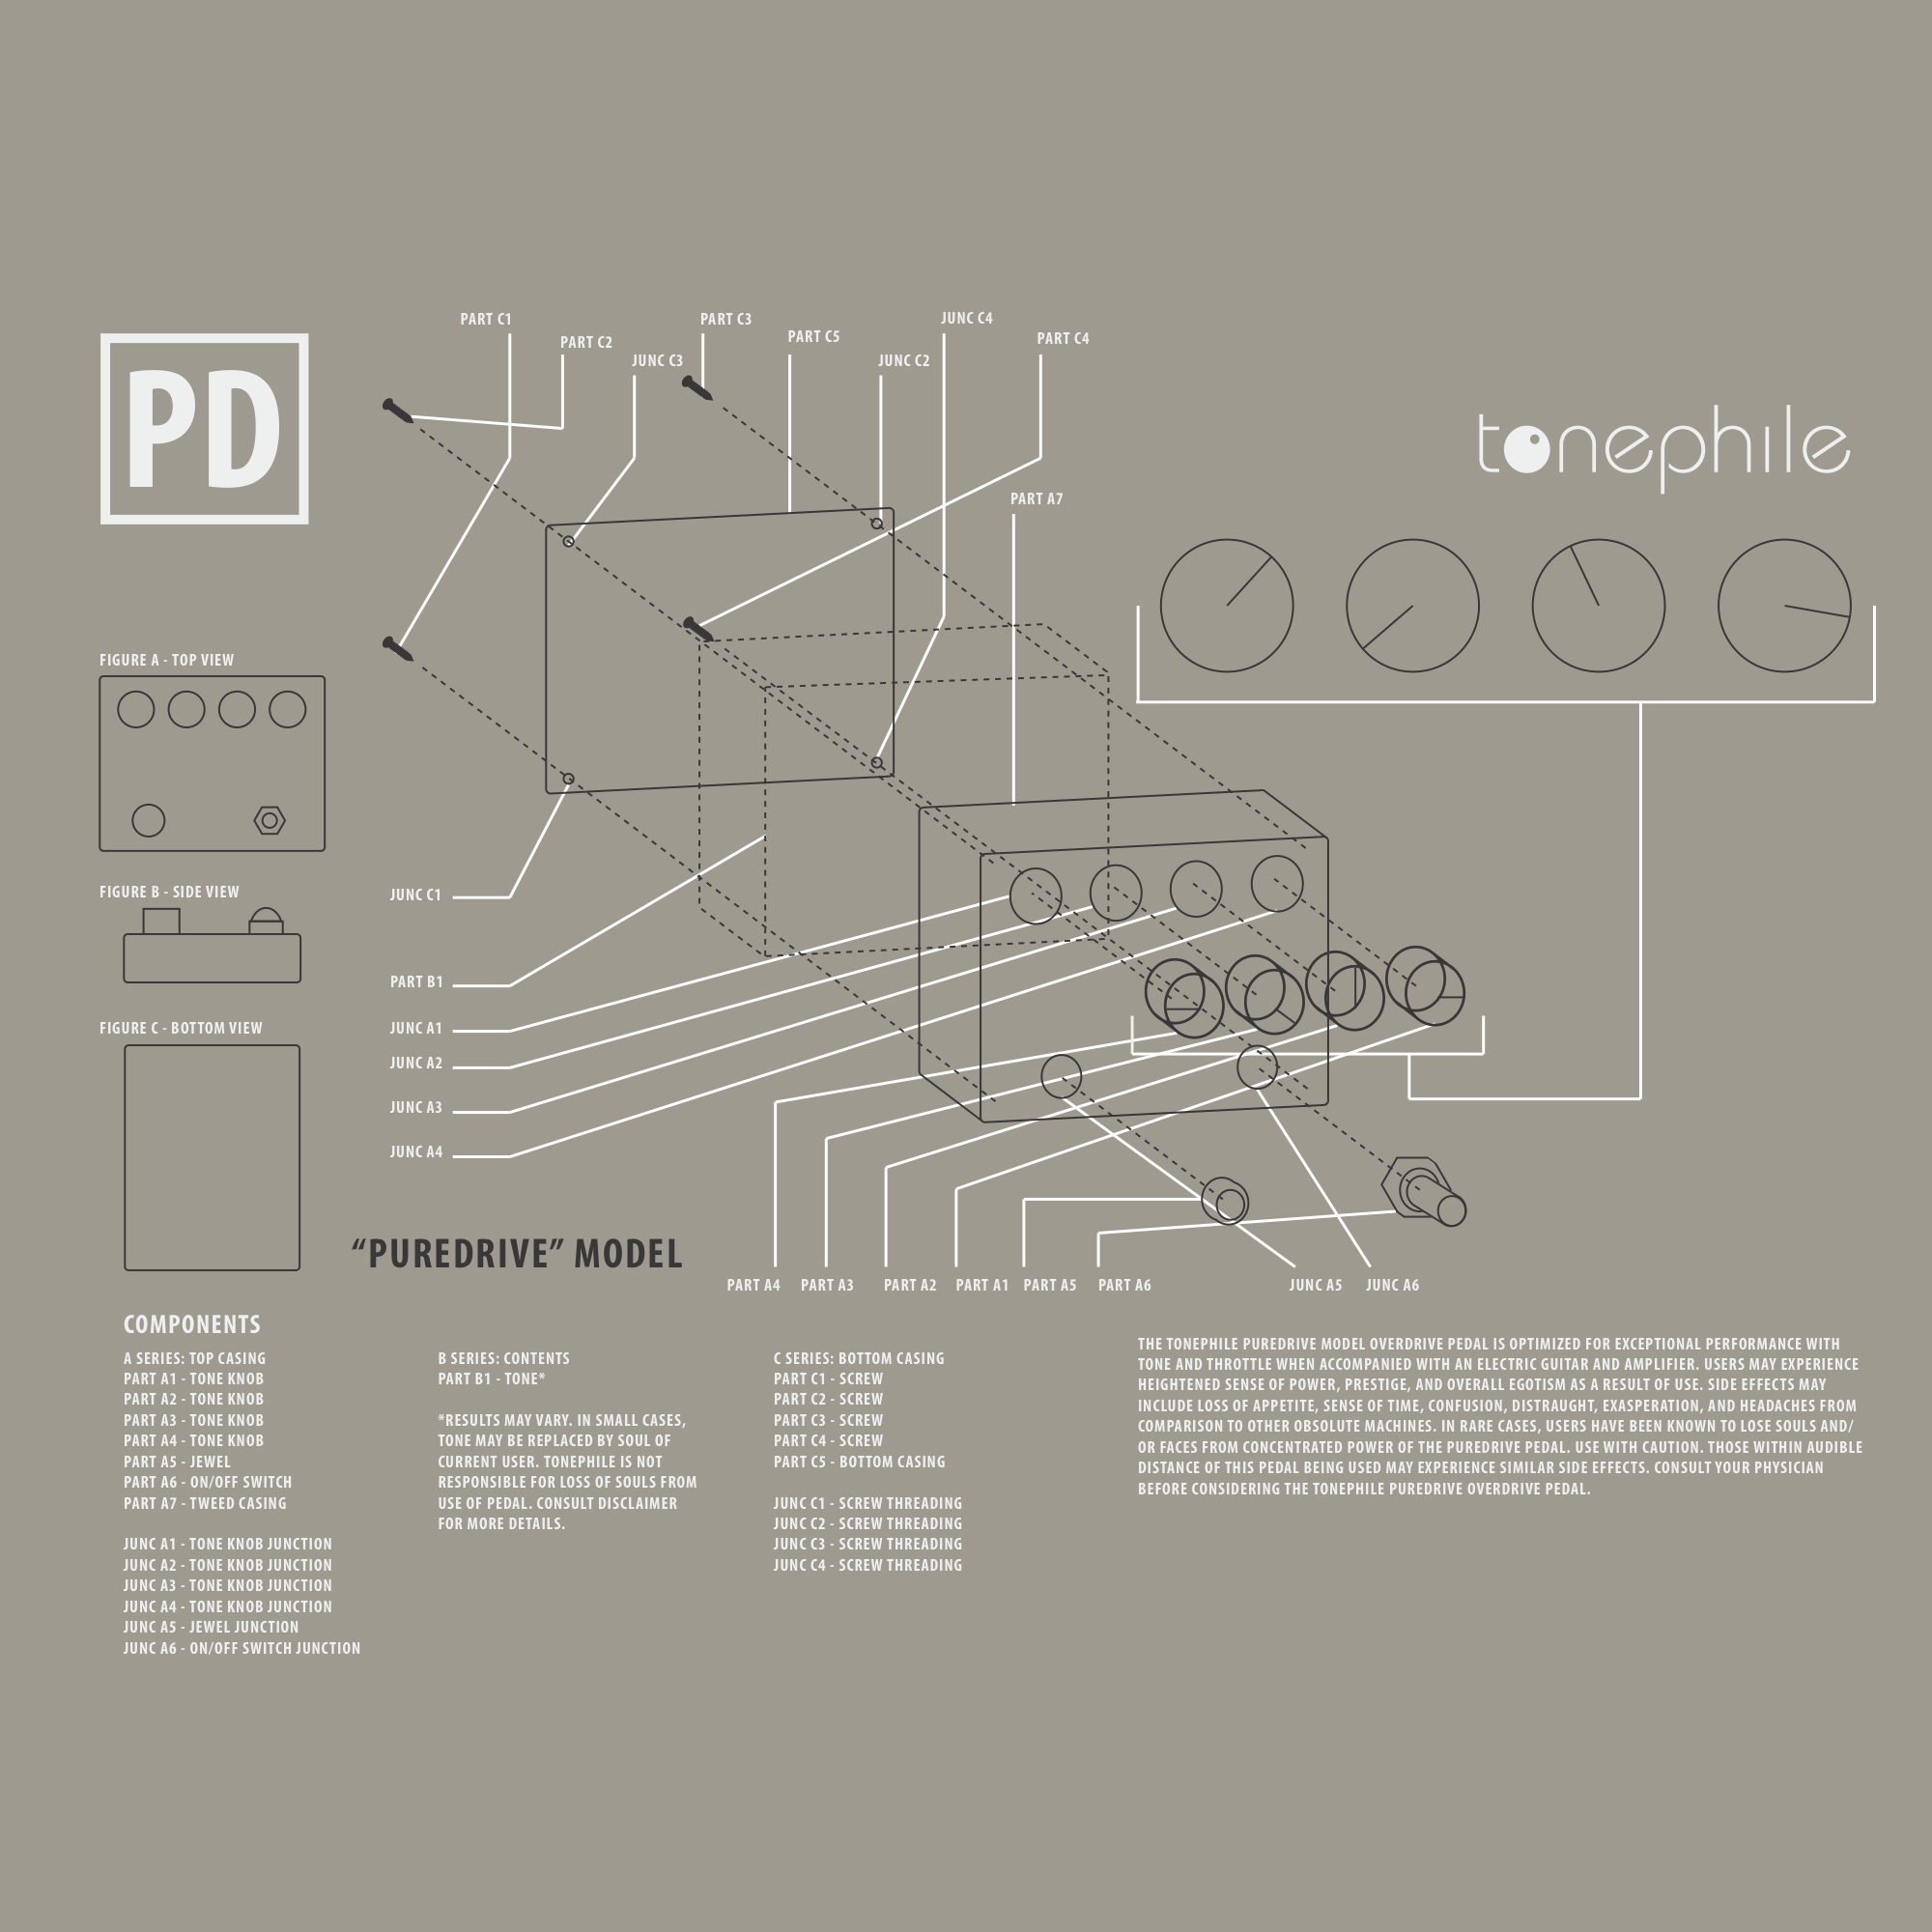 PART C1
PART C2
JUNC C3
PART C3
PART C5
JUNC C2
JUNC C4
PART C4
PD
tonephile
PART A7
FIGURE A - TOP VIEW
FIGURE B - SIDE VIEW
FIGURE C - BOTTOM VIEW
JUNC C1
PART B1
JUNC A1
JUNC A2
JUNC A3
JUNC A4
“PUREDRIVE” MODEL
PART A4
PART A3
PART A2
PART A1
PART A5
PART A6
JUNC A5
JUNC A6
COMPONENTS
A SERIES: TOP CASING
PART A1 - TONE KNOB
PART A2 - TONE KNOB
PART A3 - TONE KNOB
PART A4 - TONE KNOB
PART A5 - JEWEL
PART A6 - ON/OFF SWITCH
PART A7 - TWEED CASING
JUNC A1 - TONE KNOB JUNCTION
JUNC A2 - TONE KNOB JUNCTION
JUNC A3 - TONE KNOB JUNCTION
JUNC A4 - TONE KNOB JUNCTION
JUNC A5 - JEWEL JUNCTION
JUNC A6 - ON/OFF SWITCH JUNCTION
B SERIES: CONTENTS
PART B1 - TONE*
*RESULTS MAY VARY. IN SMALL CASES,
TONE MAY BE REPLACED BY SOUL OF
CURRENT USER. TONEPHILE IS NOT
RESPONSIBLE FOR LOSS OF SOULS FROM
USE OF PEDAL. CONSULT DISCLAIMER
FOR MORE DETAILS.
C SERIES: BOTTOM CASING
PART C1 - SCREW
PART C2 - SCREW
PART C3 - SCREW
PART C4 - SCREW
PART C5 - BOTTOM CASING
JUNC C1 - SCREW THREADING
JUNC C2 - SCREW THREADING
JUNC C3 - SCREW THREADING
JUNC C4 - SCREW THREADING
THE TONEPHILE PUREDRIVE MODEL OVERDRIVE PEDAL IS OPTIMIZED FOR EXCEPTIONAL PERFORMANCE WITH
TONE AND THROTTLE WHEN ACCOMPANIED WITH AN ELECTRIC GUITAR AND AMPLIFIER. USERS MAY EXPERIENCE
HEIGHTENED SENSE OF POWER, PRESTIGE, AND OVERALL EGOTISM AS A RESULT OF USE. SIDE EFFECTS MAY
INCLUDE LOSS OF APPETITE, SENSE OF TIME, CONFUSION, DISTRAUGHT, EXASPERATION, AND HEADACHES FROM
COMPARISON TO OTHER OBSOLUTE MACHINES. IN RARE CASES, USERS HAVE BEEN KNOWN TO LOSE SOULS AND/
OR FACES FROM CONCENTRATED POWER OF THE PUREDRIVE PEDAL. USE WITH CAUTION. THOSE WITHIN AUDIBLE
DISTANCE OF THIS PEDAL BEING USED MAY EXPERIENCE SIMILAR SIDE EFFECTS. CONSULT YOUR PHYSICIAN
BEFORE CONSIDERING THE TONEPHILE PUREDRIVE OVERDRIVE PEDAL.